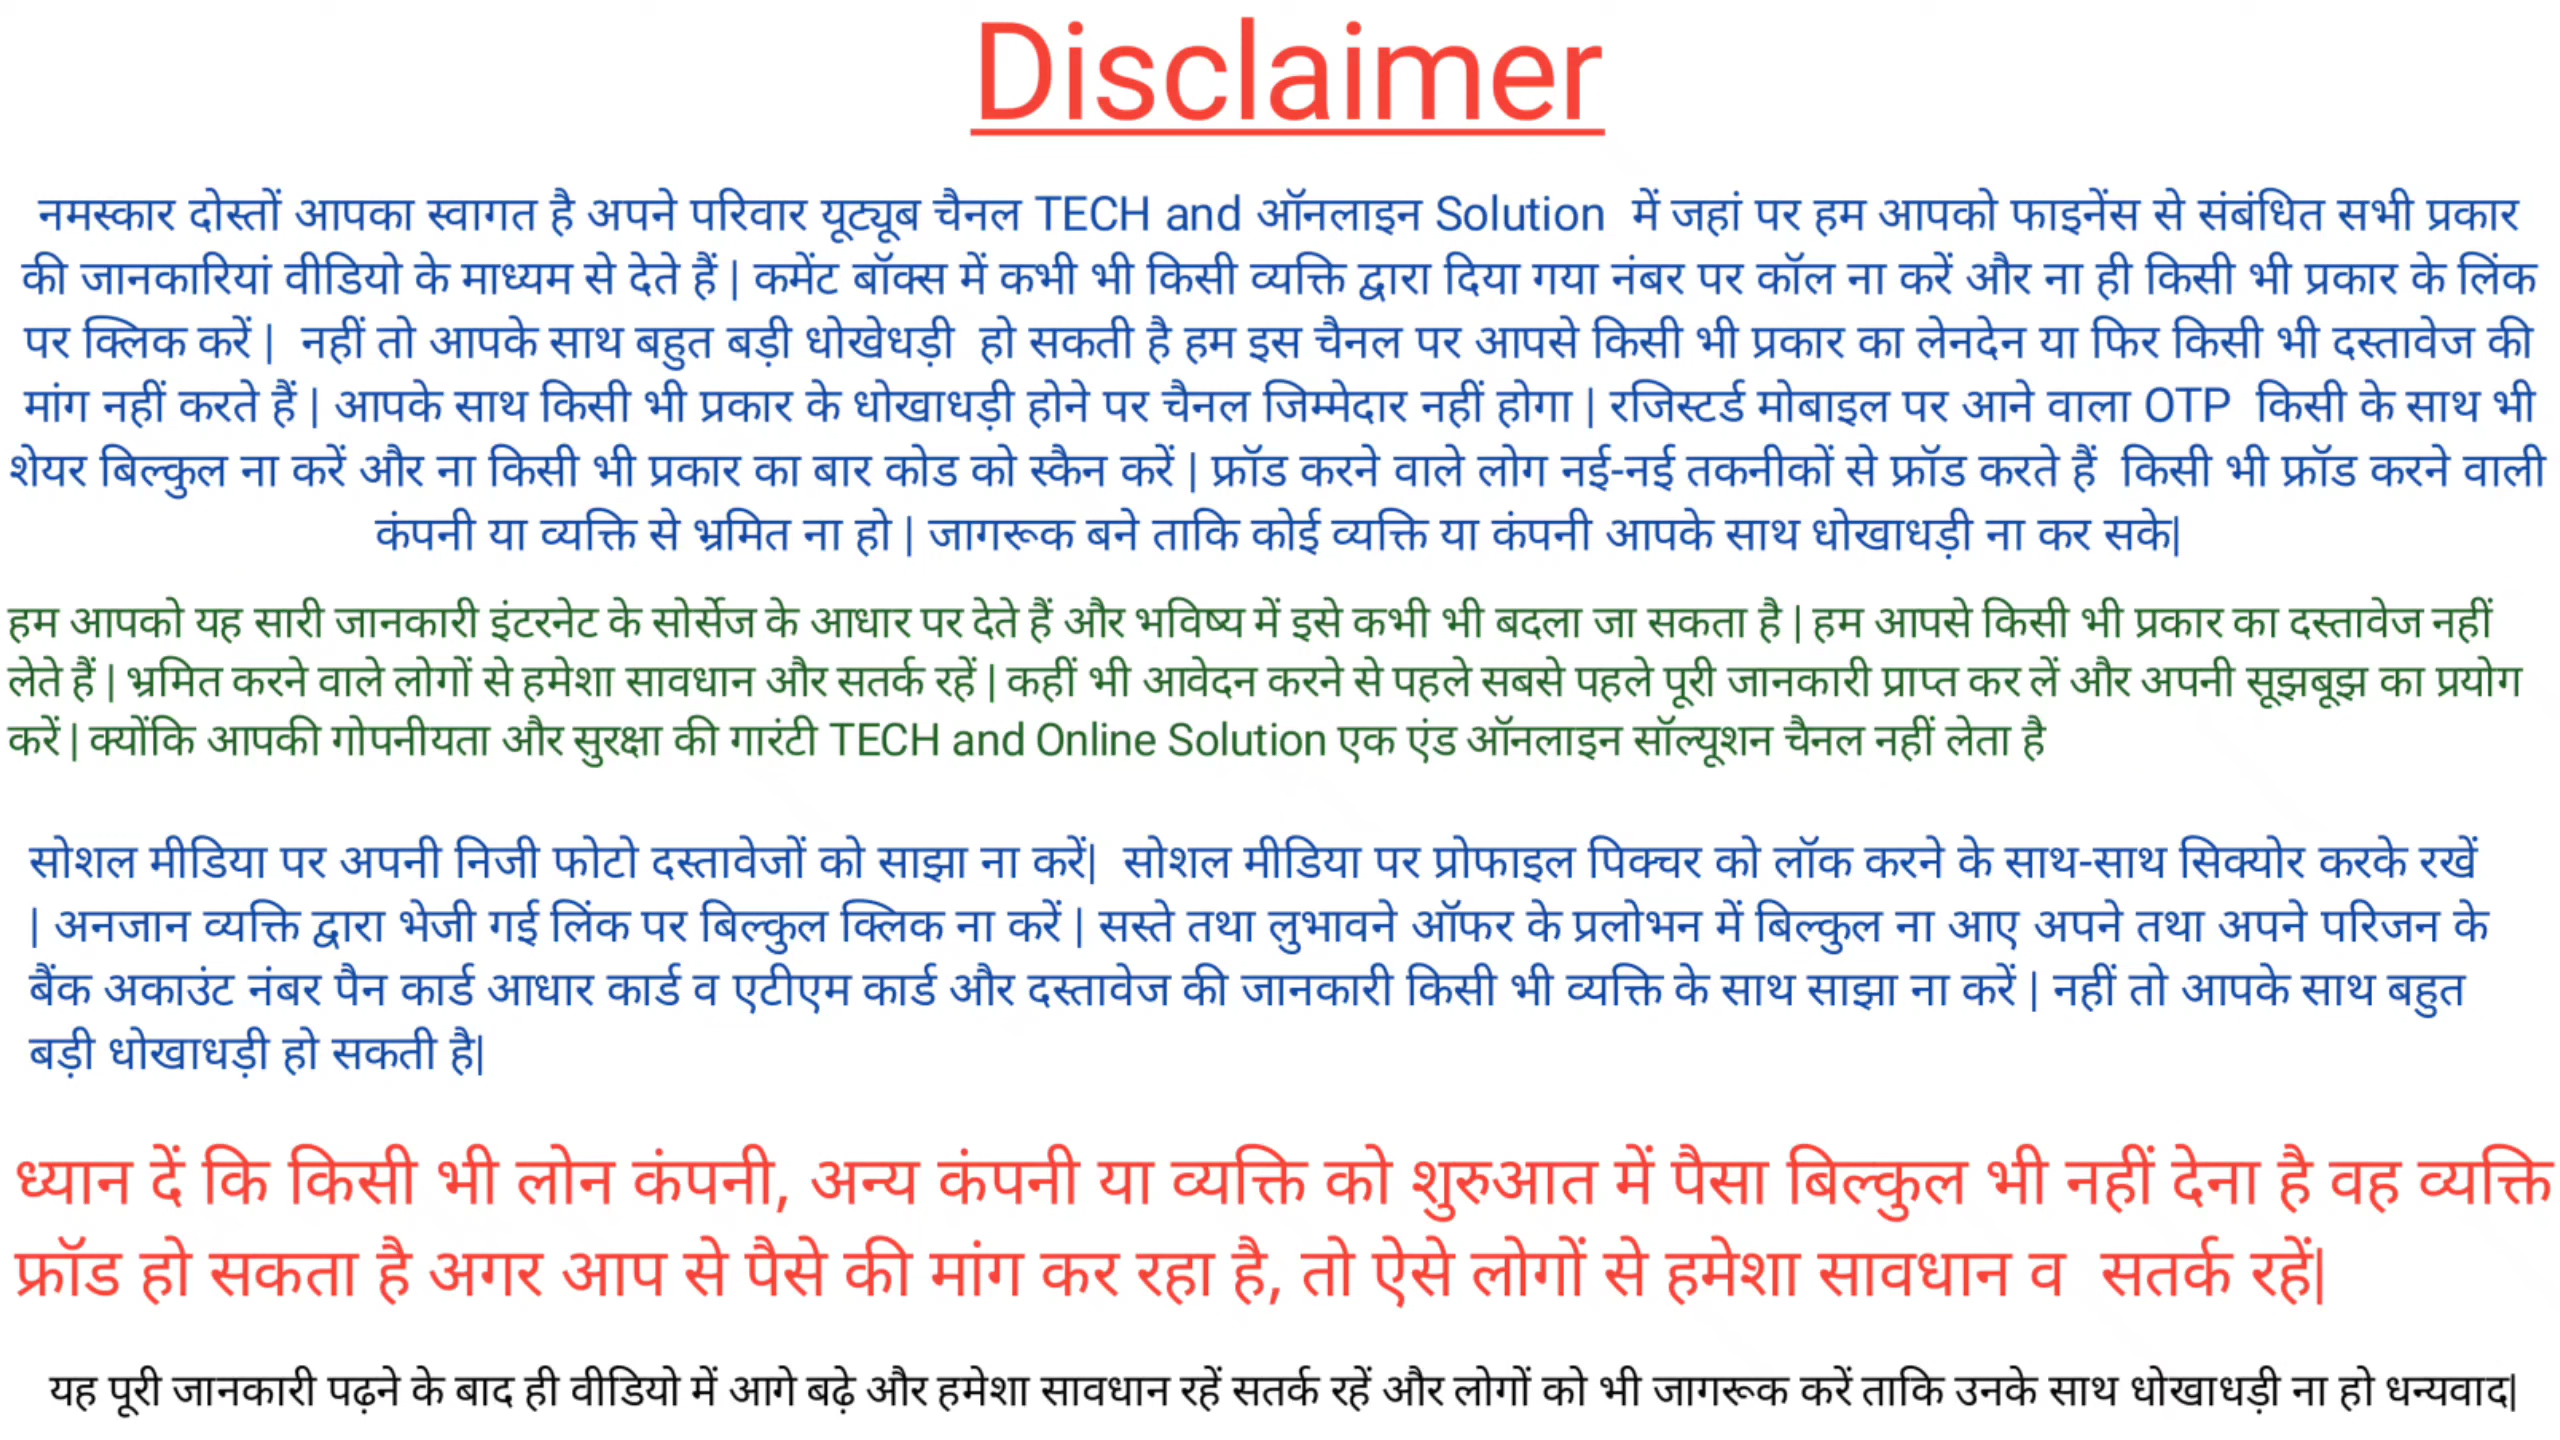 Disclaimer
नमस्कार दोस्तों आपका स्वागत है अपने परिवार यूट्यूब चैनल TECH and ऑनलाइन Solution में जहां पर हम आपको फाइनेंस से संबंधित सभी प्रकार
की जानकारियां वीडियो के माध्यम से देते हैं | कमेंट बॉक्स में कभी भी किसी व्यक्ति द्वारा दिया गया नंबर पर कॉल ना करें और ना ही किसी भी प्रकार के लिंक
पर क्लिक करें | नहीं तो आपके साथ बहुत बड़ी धोखेधड़ी हो सकती है हम इस चैनल पर आपसे किसी भी प्रकार का लेनदेन या फिर किसी भी दस्तावेज की
मांग नहीं करते हैं | आपके साथ किसी भी प्रकार के धोखाधड़ी होने पर चैनल जिम्मेदार नहीं होगा | रजिस्टर्ड मोबाइल पर आने वाला OTP किसी के साथ भी
शेयर बिल्कुल ना करें और ना किसी भी प्रकार का बार कोड को स्कैन करें | फ्रॉड करने वाले लोग नई-नई तकनीकों से फ्रॉड करते हैं किसी भी फ्रॉड करने वाली
कंपनी या व्यक्ति से भ्रमित ना हो | जागरूक बने ताकि कोई व्यक्ति या कंपनी आपके साथ धोखाधड़ी ना कर सके|
हम आपको यह सारी जानकारी इंटरनेट के सोर्सेज के आधार पर देते हैं और भविष्य में इसे कभी भी बदला जा सकता है | हम आपसे किसी भी प्रकार का दस्तावेज नहीं
लेते हैं | भ्रमित करने वाले लोगों से हमेशा सावधान और सतर्क रहें | कहीं भी आवेदन करने से पहले सबसे पहले पूरी जानकारी प्राप्त कर लें और अपनी सूझबूझ का प्रयोग
करें | क्योंकि आपकी गोपनीयता और सुरक्षा की गारंटी TECH and Online Solution एक एंड ऑनलाइन सॉल्यूशन चैनल नहीं लेता है
सोशल मीडिया पर अपनी निजी फोटो दस्तावेजों को साझा ना करें| सोशल मीडिया पर प्रोफाइल पिक्चर को लॉक करने के साथ-साथ सिक्योर करके रखें
| अनजान व्यक्ति द्वारा भेजी गई लिंक पर बिल्कुल क्लिक ना करें | सस्ते तथा लुभावने ऑफर के प्रलोभन में बिल्कुल ना आए अपने तथा अपने परिजन के
बैंक अकाउंट नंबर पैन कार्ड आधार कार्ड व एटीएम कार्ड और दस्तावेज की जानकारी किसी भी व्यक्ति के साथ साझा ना करें | नहीं तो आपके साथ बहुत
बड़ी धोखाधड़ी हो सकती है|
ध्यान दें कि किसी भी लोन कंपनी, अन्य कंपनी या व्यक्ति को शुरुआत में पैसा बिल्कुल भी नहीं देना है वह व्यक्ति
फ्रॉड हो सकता है अगर आप से पैसे की मांग कर रहा है, तो ऐसे लोगों से हमेशा सावधान व सतर्क रहें|
यह पूरी जानकारी पढ़ने के बाद ही वीडियो में आगे बढ़े और हमेशा सावधान रहें सतर्क रहें और लोगों को भी जागरूक करें ताकि उनके साथ धोखाधड़ी ना हो धन्यवाद|